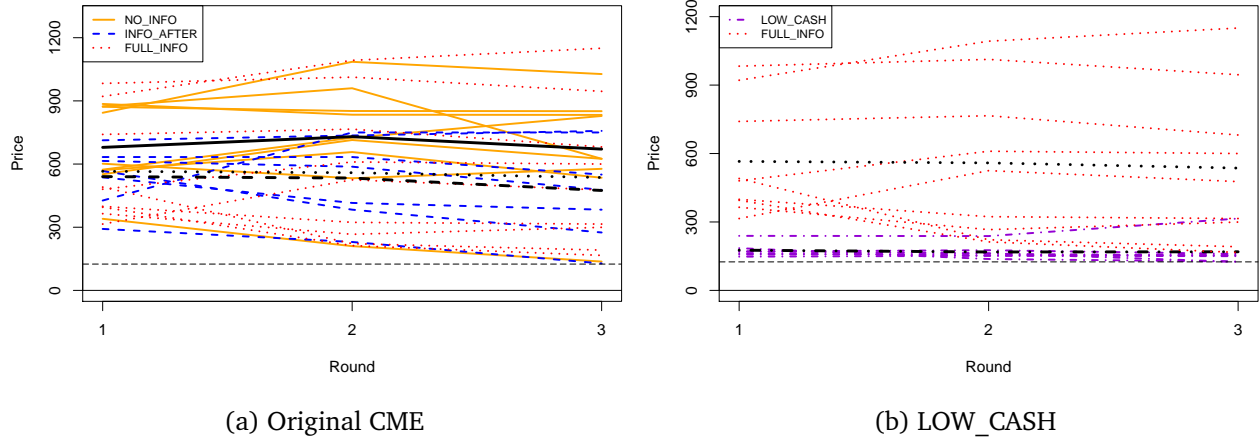 NO_INFO
INFO_AFTER
FULL_INFO
Price
0
300
600
900
1200
1
2
3
Round
(a) Original CME
LOW_CASH
FULL_INFO
Price
0
300
600
900
1200
1
2
3
Round
(b) LOW_CASH